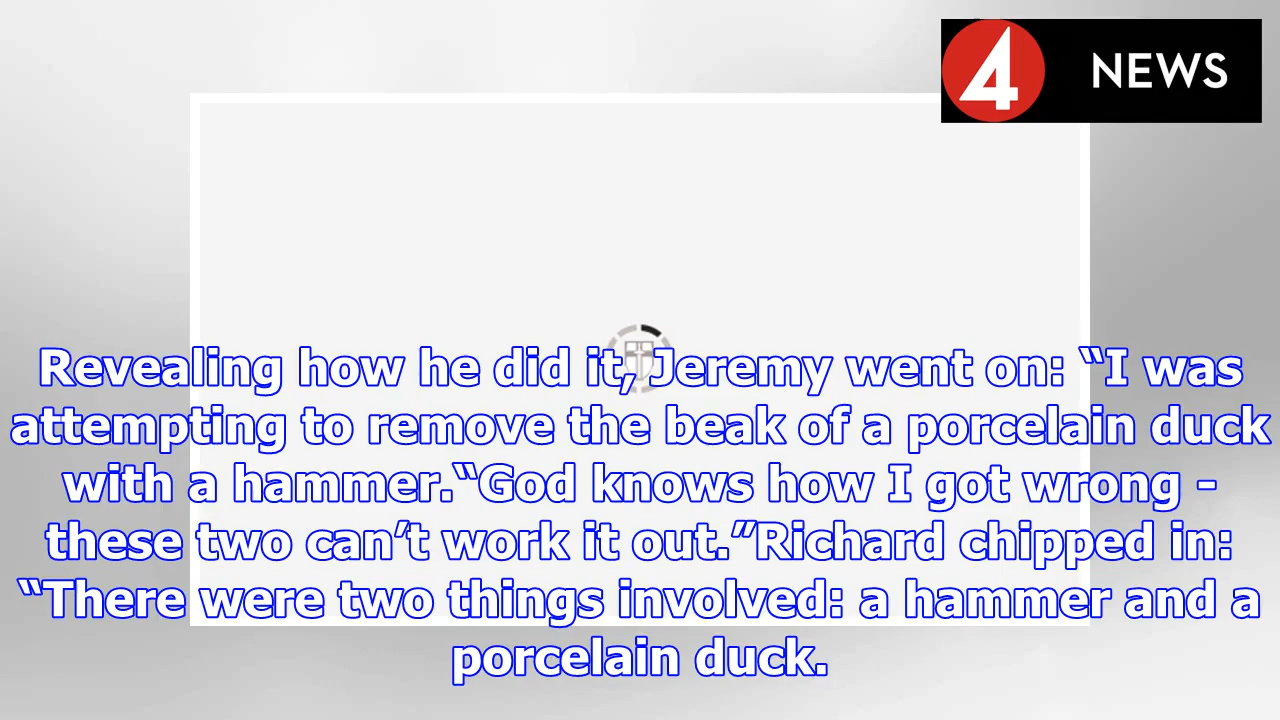 4 NEWS
Revealing how he did it, Jeremy went on: “I was
attempting to remove the beak of a porcelain duck
with a hammer.“God knows how I got wrong -
these two can’t work it out.”Richard chipped in:
“There were two things involved: a hammer and a
porcelain duck.